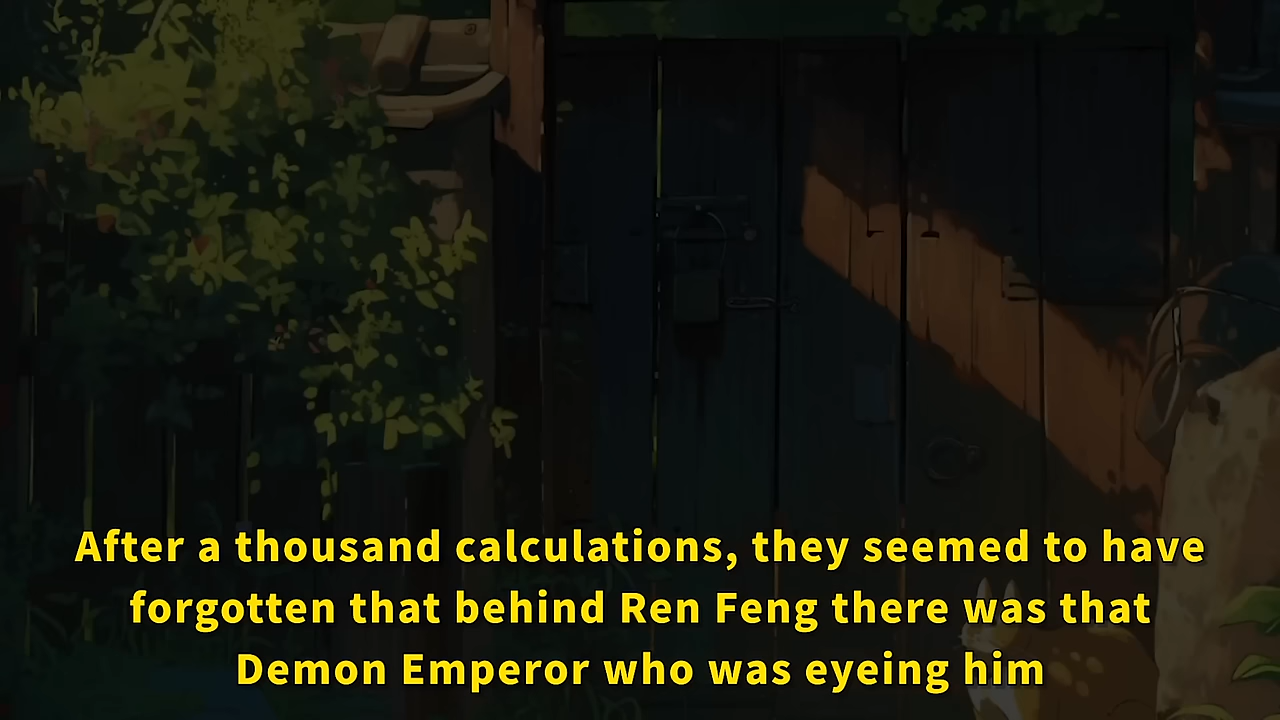 After a thousand calculations, they seemed to have
forgotten that behind Ren Feng there was that
Demon Emperor who was eyeing him